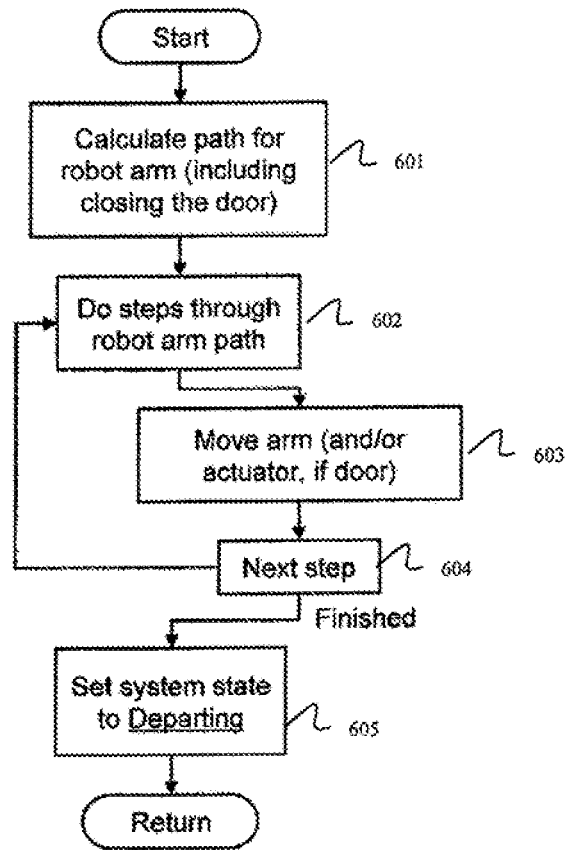 Start
Calculate path for
robot arm (including
closing the door)
601
Do steps through
robot arm path
602
Move arm (and/or
actuator, if door)
603
Next step
604
Finished
Set system state
to Departing
605
Return